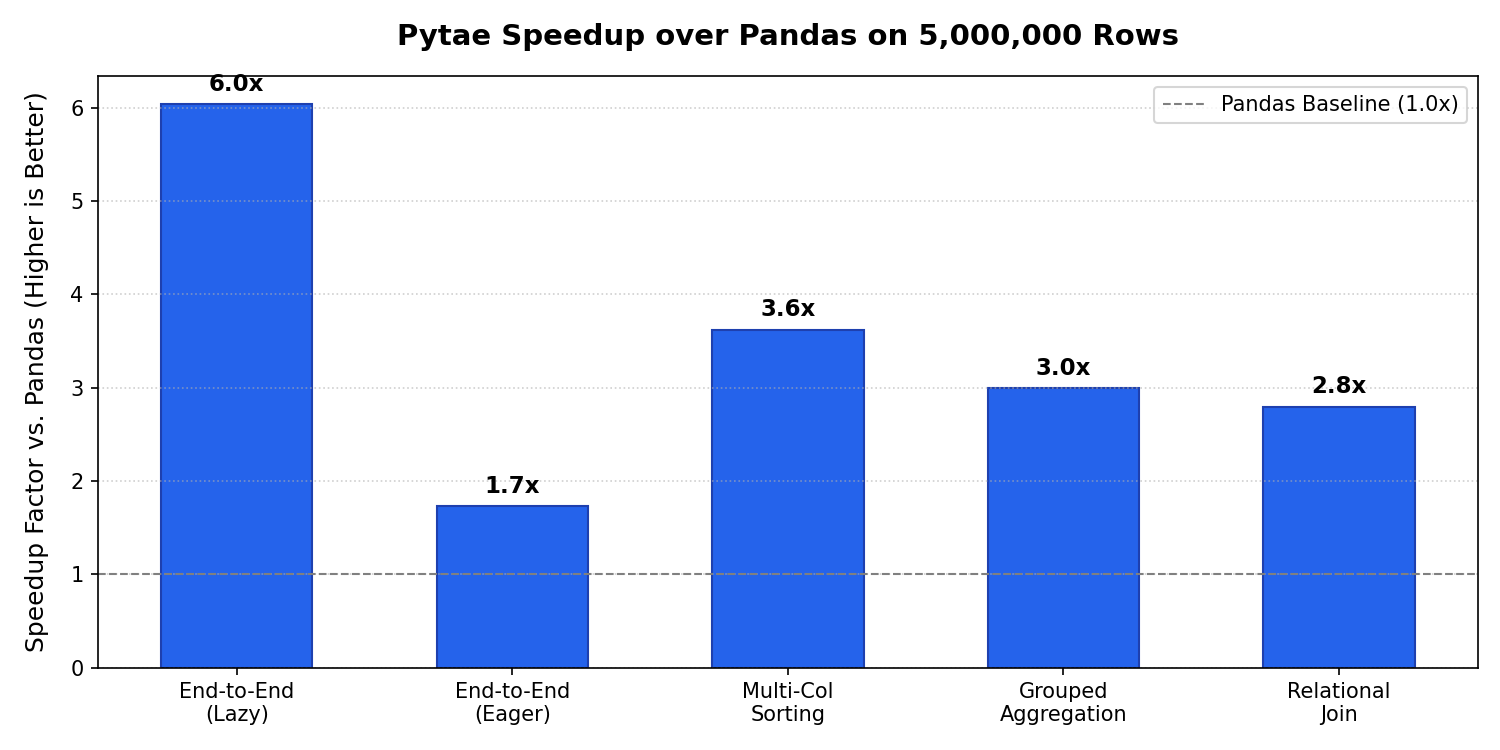 Pytae Speedup over Pandas on 5,000,000 Rows
Speedup Factor vs. Pandas (Higher is Better)
6
5
4
3
2
1
0
Pandas Baseline (1.0x)
6.0x
1.7x
3.6x
3.0x
2.8x
End-to-End
(Lazy)
End-to-End
(Eager)
Multi-Col
Sorting
Grouped
Aggregation
Relational
Join